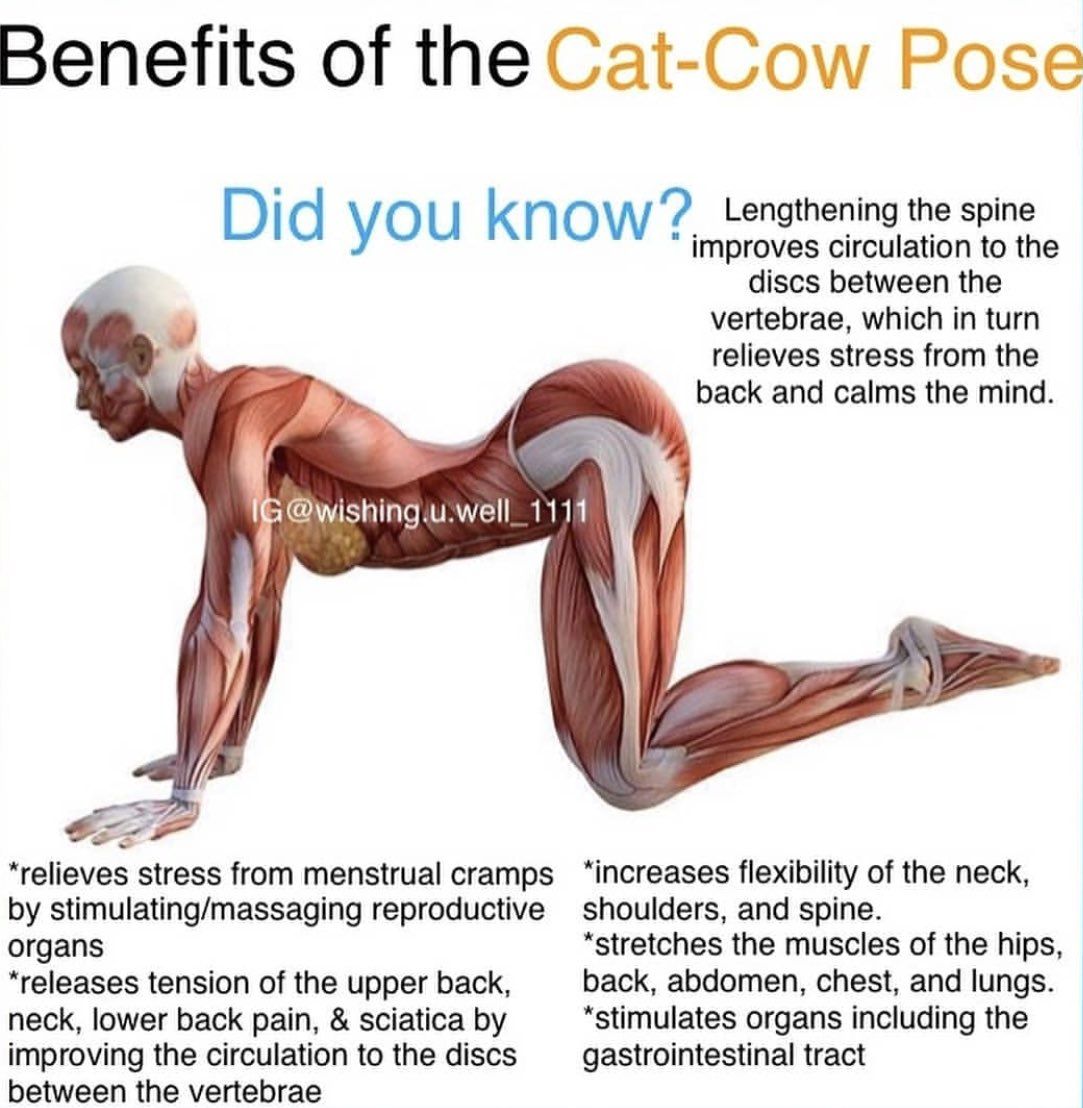 Benefits of the Cat-Cow Pose
Did you know?
Lengthening the spine
improves circulation to the
discs between the
vertebrae, which in turn
relieves stress from the
back and calms the mind.
IG@wishing.u.well_1111
*relieves stress from menstrual cramps
by stimulating/massaging reproductive
organs
*releases tension of the upper back,
neck, lower back pain, & sciatica by
improving the circulation to the discs
between the vertebrae
*increases flexibility of the neck,
shoulders, and spine.
*stretches the muscles of the hips,
back, abdomen, chest, and lungs.
*stimulates organs including the
gastrointestinal tract